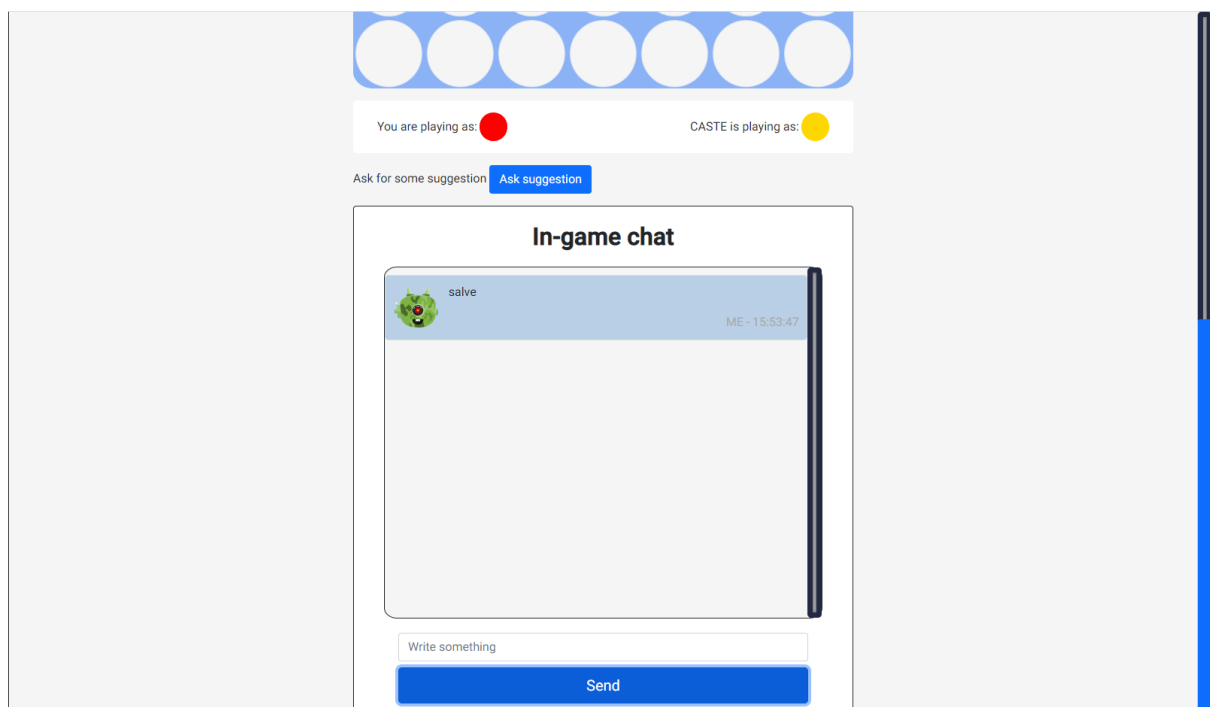 You are playing as:
CASTE is playing as:
Ask for some suggestion Ask suggestion
In-game chat
salve
ME - 15:53:47
Write something
Send